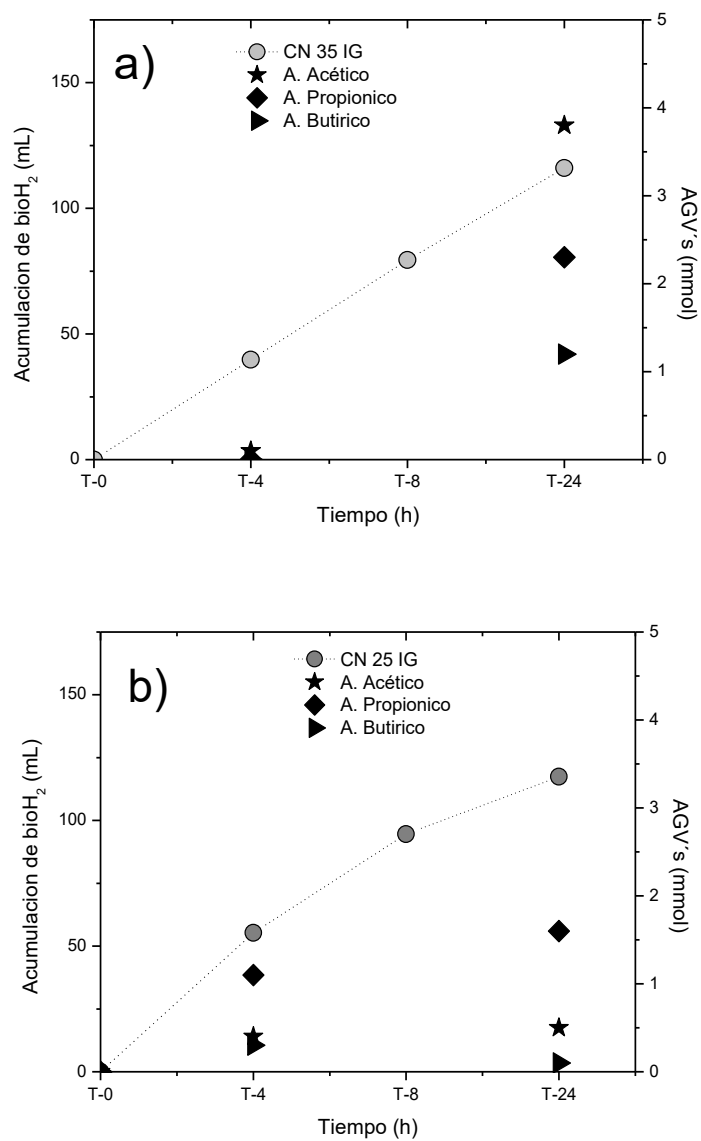 a)
CN 35 IG
A. Acético
A. Propionico
A. Butirico
Acumulacion de bioH₂ (mL)
150
100
50
0
5
4
3
2
1
0
AGV´s (mmol)
T-0 T-4 T-8 T-24
Tiempo (h)
b)
CN 25 IG
A. Acético
A. Propionico
A. Butirico
Acumulacion de bioH₂ (mL)
150
100
50
0
5
4
3
2
1
0
AGV´s (mmol)
T-0 T-4 T-8 T-24
Tiempo (h)